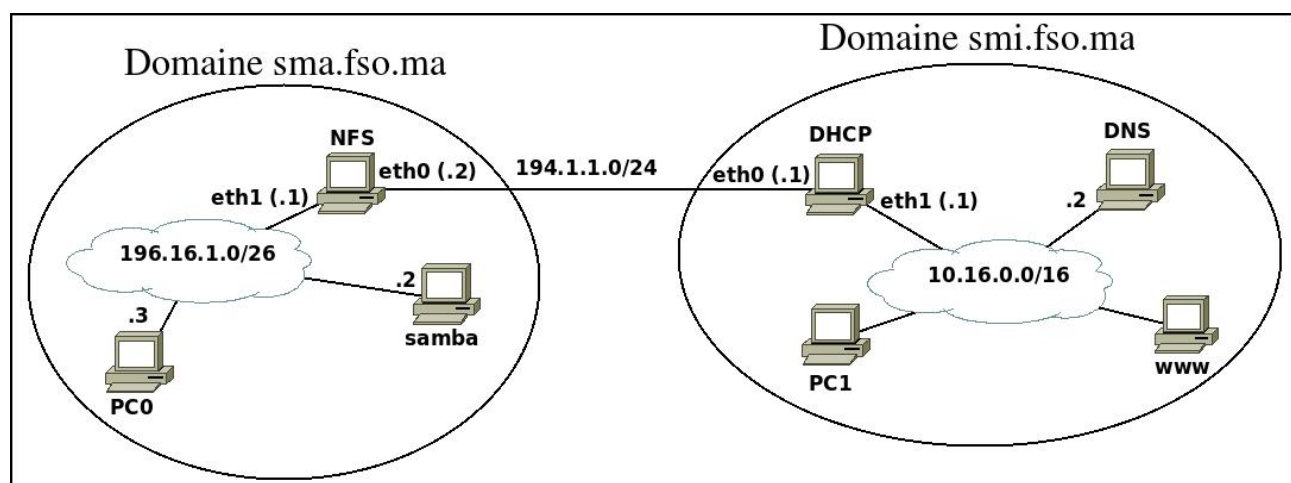 Domaine sma.fso.ma
NFS
eth0 (.2)
eth1 (.1)
196.16.1.0/26
.2
samba
.3
PC0
194.1.1.0/24
Domaine smi.fso.ma
DHCP
eth0 (.1)
eth1 (.1)
DNS
.2
10.16.0.0/16
PC1
www